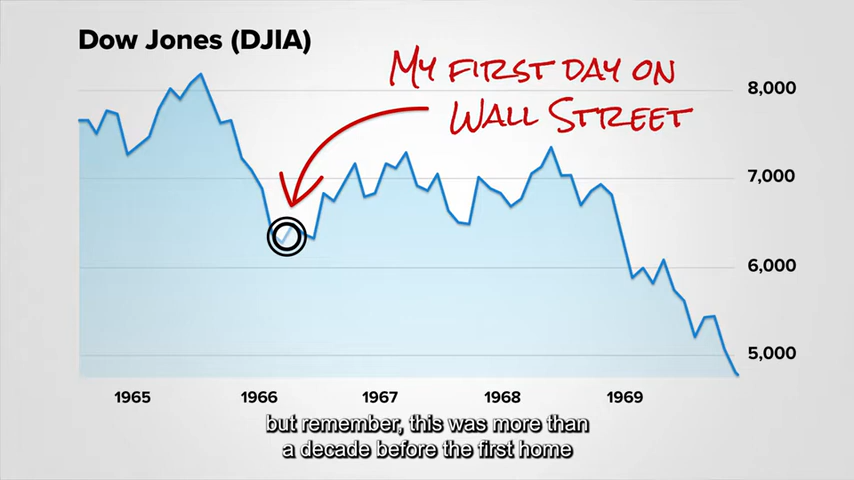 Dow Jones (DJIA)
My first day on
Wall Street
8,000
7,000
6,000
5,000
1965 1966 1967 1968 1969
but remember, this was more than
a decade before the first home